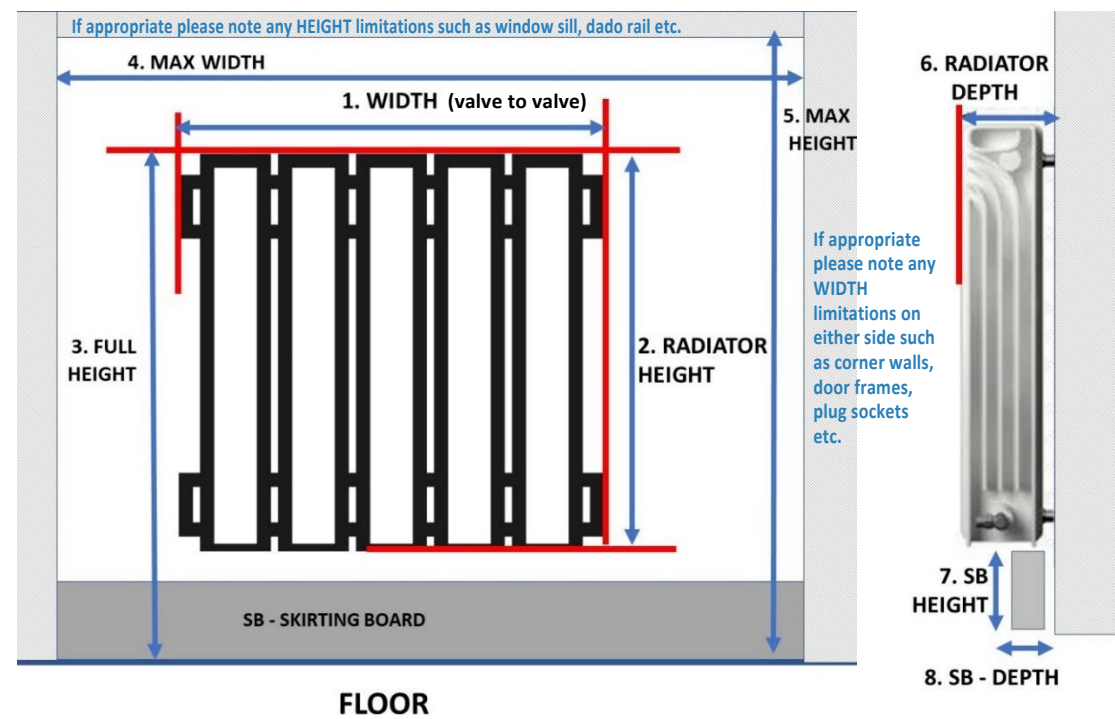 If appropriate please note any HEIGHT limitations such as window sill, dado rail etc.
4. MAX WIDTH
1. WIDTH (valve to valve)
5. MAX
HEIGHT
3. FULL
HEIGHT
2. RADIATOR
HEIGHT
If appropriate
please note any
WIDTH
limitations on
either side such
as corner walls,
door frames,
plug sockets
etc.
SB - SKIRTING BOARD
FLOOR
6. RADIATOR
DEPTH
7. SB
HEIGHT
8. SB - DEPTH